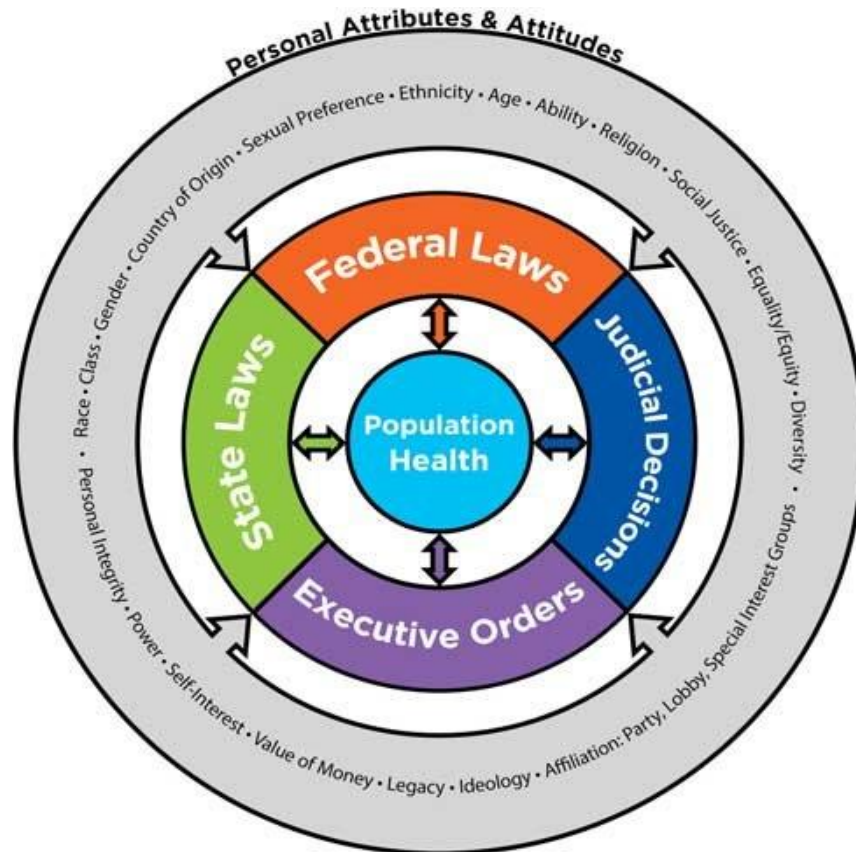 Personal Attributes & Attitudes
Race • Class • Gender • Country of Origin • Sexual Preference • Ethnicity • Age • Ability • Religion • Social Justice • Equality/Equity • Diversity •
Personal Integrity • Power • Self-Interest • Value of Money • Legacy • Ideology • Affiliation: Party, Lobby, Special Interest Groups •
Federal Laws
Judicial Decisions
State Laws
Executive Orders
Population
Health